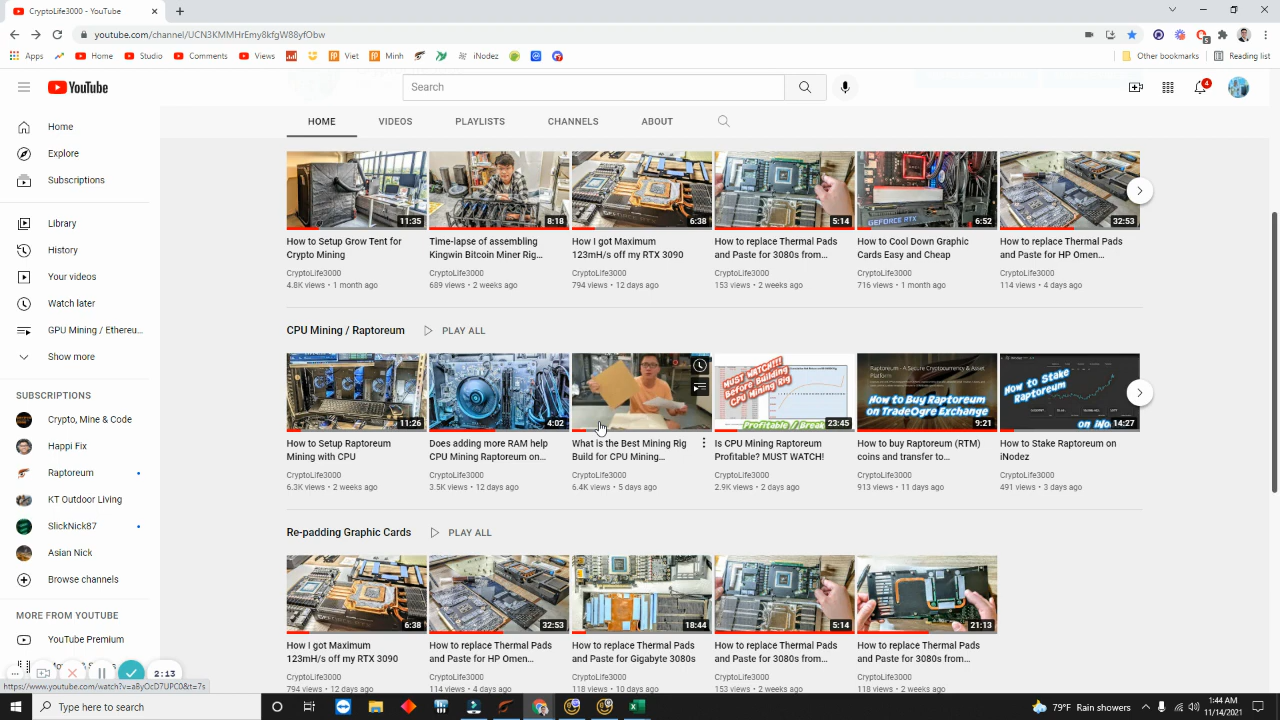 CryptoLife3000 - YouTube
youtube.com/channel/UCN3KMMHrEmy8kfgW88yfObw
Apps
Home
Studio
Comments
Views
Viet
Minh
iNodez
Other bookmarks
Reading list
YouTube
Search
4
HOME
VIDEOS
PLAYLISTS
CHANNELS
ABOUT
Home
Explore
Subscriptions
Library
History
Your videos
Watch later
GPU Mining / Ethereu...
Show more
SUBSCRIPTIONS
Crypto, Mine & Code
Happi Fix
Raptoreum
KT Outdoor Living
SlickNick87
Asian Nick
Browse channels
MORE FROM YOUTUBE
YouTube Premium
11:35
8:18
6:38
5:14
GEFORCE RTX
6:52
32:53
How to Setup Grow Tent for
Crypto Mining
CryptoLife3000
4.8K views • 1 month ago
Time-lapse of assembling
Kingwin Bitcoin Miner Rig...
CryptoLife3000
689 views • 2 weeks ago
How I got Maximum
123mH/s off my RTX 3090
CryptoLife3000
794 views • 12 days ago
How to replace Thermal Pads
and Paste for 3080s from...
CryptoLife3000
153 views • 2 weeks ago
How to Cool Down Graphic
Cards Easy and Cheap
CryptoLife3000
716 views • 1 month ago
How to replace Thermal Pads
and Paste for HP Omen...
CryptoLife3000
114 views • 4 days ago
CPU Mining / Raptoreum
PLAY ALL
11:26
4:02
MUST WATCH!!!
Before Building
CPU Mining Rig
Profitable / Break
23:45
Raptoreum - A Secure Cryptocurrency & Asset
Platform
How to Buy Raptoreum
on TradeOgre Exchange
9:21
How to Stake
Raptoreum
on iNo
14:27
How to Setup Raptoreum
Mining with CPU
CryptoLife3000
6.3K views • 2 weeks ago
Does adding more RAM help
CPU Mining Raptoreum on...
CryptoLife3000
3.5K views • 12 days ago
What is the Best Mining Rig
Build for CPU Mining...
CryptoLife3000
6.4K views • 5 days ago
Is CPU Mining Raptoreum
Profitable? MUST WATCH!
CryptoLife3000
2.9K views • 2 days ago
How to buy Raptoreum (RTM)
coins and transfer to...
CryptoLife3000
913 views • 11 days ago
How to Stake Raptoreum on
iNodez
CryptoLife3000
491 views • 3 days ago
Re-padding Graphic Cards
PLAY ALL
6:38
32:53
18:44
5:14
21:13
How I got Maximum
123mH/s off my RTX 3090
CryptoLife3000
794 views • 12 days ago
How to replace Thermal Pads
and Paste for HP Omen...
CryptoLife3000
114 views • 4 days ago
How to replace Thermal Pads
and Paste for Gigabyte 3080s
CryptoLife3000
118 views • 10 days ago
How to replace Thermal Pads
and Paste for 3080s from...
CryptoLife3000
153 views • 2 weeks ago
How to replace Thermal Pads
and Paste for 3080s from...
CryptoLife3000
118 views • 2 weeks ago
2:13
https://www.youtube.com/watch?v=aByOcD7UPC0&t=7s
Type here to search
79°F Rain showers
1:44 AM
11/14/2021